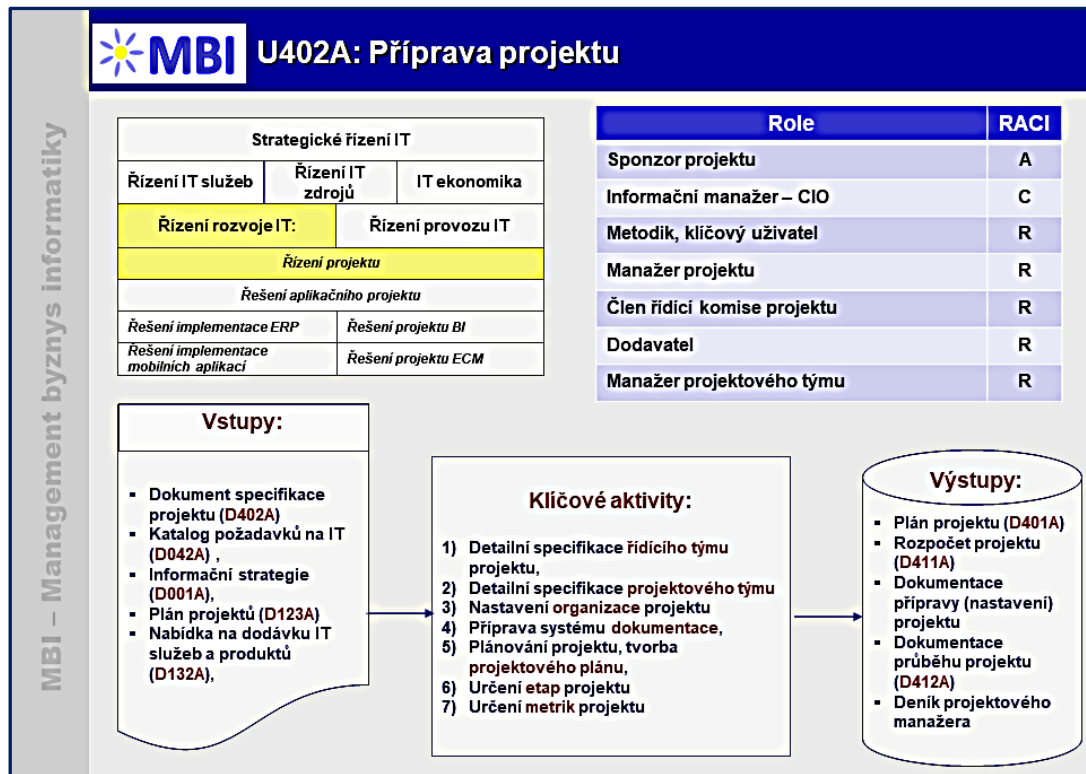 MBI – Management byznys informatiky
MBI
U402A: Příprava projektu
Strategické řízení IT
Řízení IT služeb
Řízení IT
zdrojů
IT ekonomika
Řízení rozvoje IT:
Řízení provozu IT
Řízení projektu
Řešení aplikačního projektu
Řešení implementace ERP
Řešení projektu BI
Řešení implementace
mobilních aplikací
Řešení projektu ECM
Role RACI
Sponzor projektu A
Informační manažer – CIO C
Metodik, klíčový uživatel R
Manažer projektu R
Člen řídící komise projektu R
Dodavatel R
Manažer projektového týmu R
Vstupy:
▪ Dokument specifikace
projektu (D402A)
▪ Katalog požadavků na IT
(D042A) ,
▪ Informační strategie
(D001A),
▪ Plán projektů (D123A)
▪ Nabídka na dodávku IT
služeb a produktů
(D132A),
Klíčové aktivity:
1) Detailní specifikace řídícího týmu
projektu,
2) Detailní specifikace projektového týmu
3) Nastavení organizace projektu
4) Příprava systému dokumentace,
5) Plánování projektu, tvorba
projektového plánu,
6) Určení etap projektu
7) Určení metrik projektu
Výstupy:
▪ Plán projektu (D401A)
▪ Rozpočet projektu
(D411A)
▪ Dokumentace
přípravy (nastavení)
projektu
▪ Dokumentace
průběhu projektu
(D412A)
▪ Deník projektového
manažera